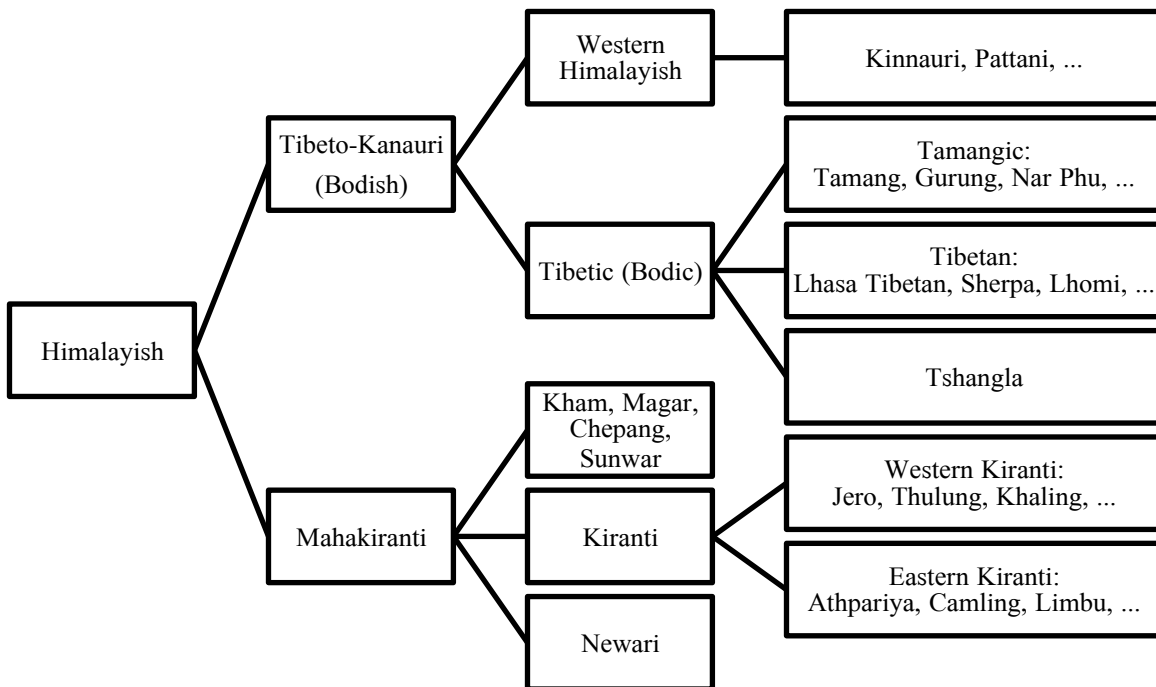 Western
Himalayish
Kinnauri, Pattani, ...
Tibeto-Kanauri
(Bodish)
Tamangic:
Tamang, Gurung, Nar Phu, ...
Tibetic (Bodic)
Tibetan:
Lhasa Tibetan, Sherpa, Lhomi, ...
Himalayish
Tshangla
Kham, Magar,
Chepang,
Sunwar
Western Kiranti:
Jero, Thulung, Khaling, ...
Mahakiranti
Kiranti
Eastern Kiranti:
Athpariya, Camling, Limbu, ...
Newari